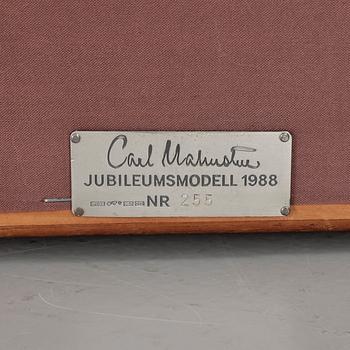 Carl Malmsten
JUBILEUMSMODELL 1988
NR 255